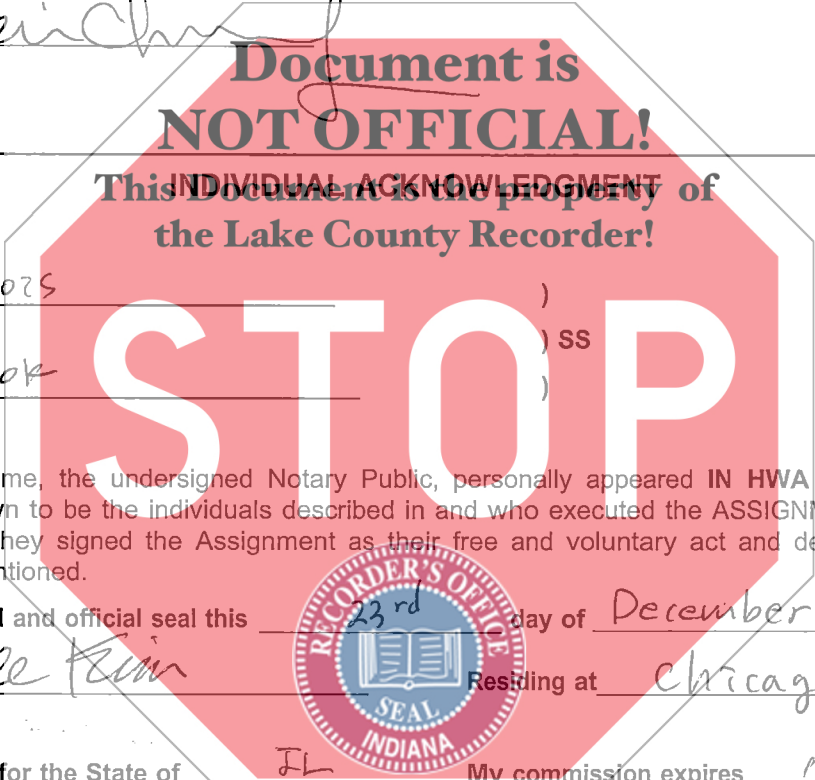 Document is
NOT OFFICIAL!
INDIVIDUAL ACKNOWLEDGMENT
This Document is the property of
the Lake County Recorder!
)
) SS
)
STOP
me, the undersigned Notary Public, personally appeared IN HWA
n to be the individuals described in and who executed the ASSIGNM
hey signed the Assignment as their free and voluntary act and de
ntioned.
and official seal this 23rd day of December
Kim Residing at Chicag
for the State of IL My commission expires
RECORDER'S OFFICE
SEAL
INDIANA